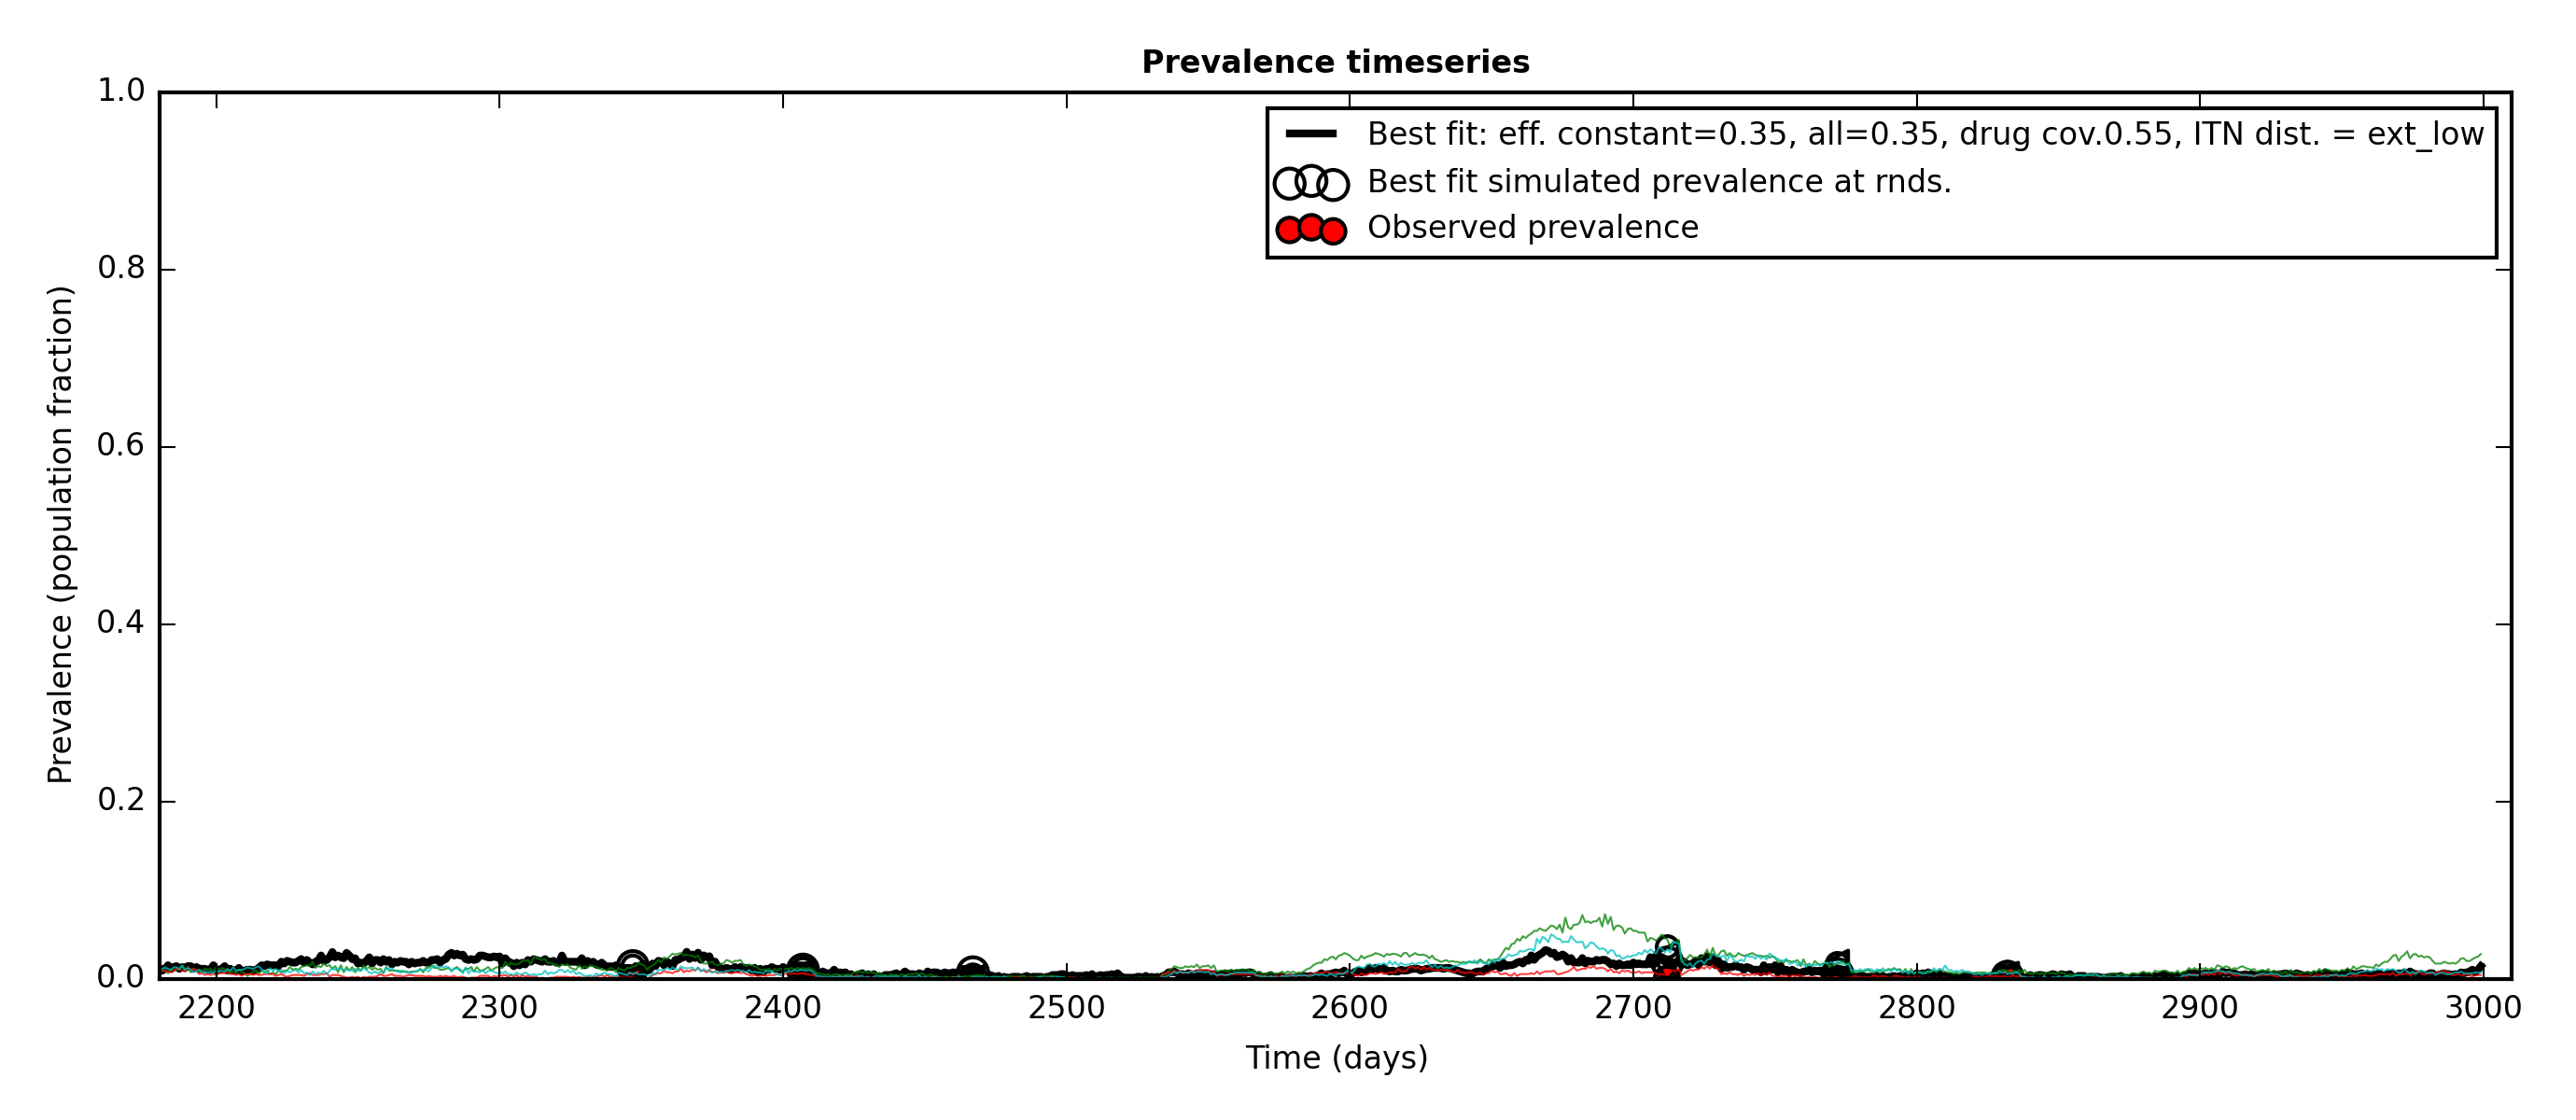 Prevalence timeseries
1.0
0.8
0.6
0.4
0.2
0.0
Prevalence (population fraction)
Best fit: eff. constant=0.35, all=0.35, drug cov.0.55, ITN dist. = ext_low
Best fit simulated prevalence at rnds.
Observed prevalence
2200 2300 2400 2500 2600 2700 2800 2900 3000
Time (days)